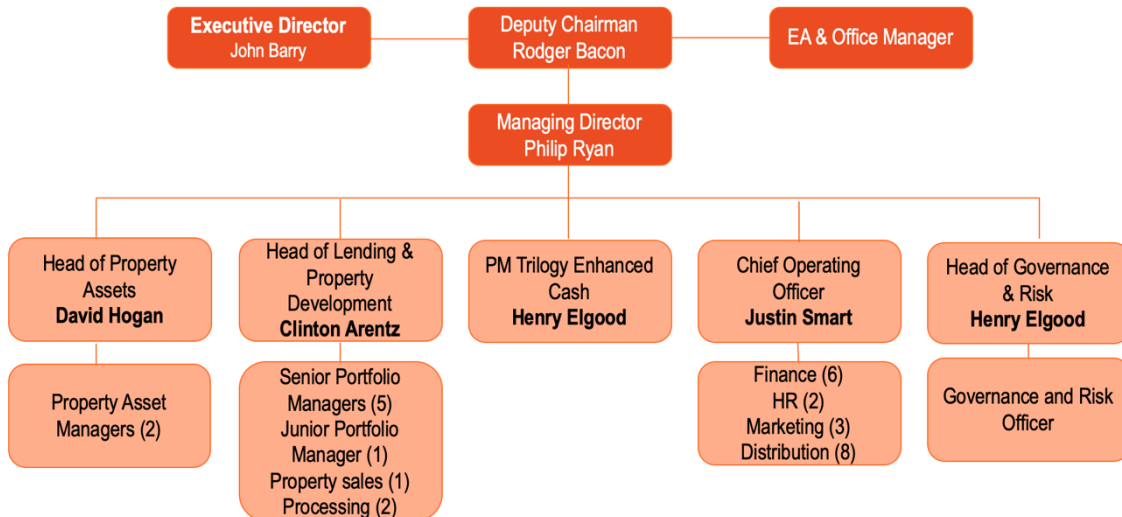 Executive Director
John Barry
Deputy Chairman
Rodger Bacon
EA & Office Manager
Managing Director
Philip Ryan
Head of Property
Assets
David Hogan
Head of Lending &
Property
Development
Clinton Arentz
PM Trilogy Enhanced
Cash
Henry Elgood
Chief Operating
Officer
Justin Smart
Head of Governance
& Risk
Henry Elgood
Property Asset
Managers (2)
Senior Portfolio
Managers (5)
Junior Portfolio
Manager (1)
Property sales (1)
Processing (2)
Finance (6)
HR (2)
Marketing (3)
Distribution (8)
Governance and Risk
Officer